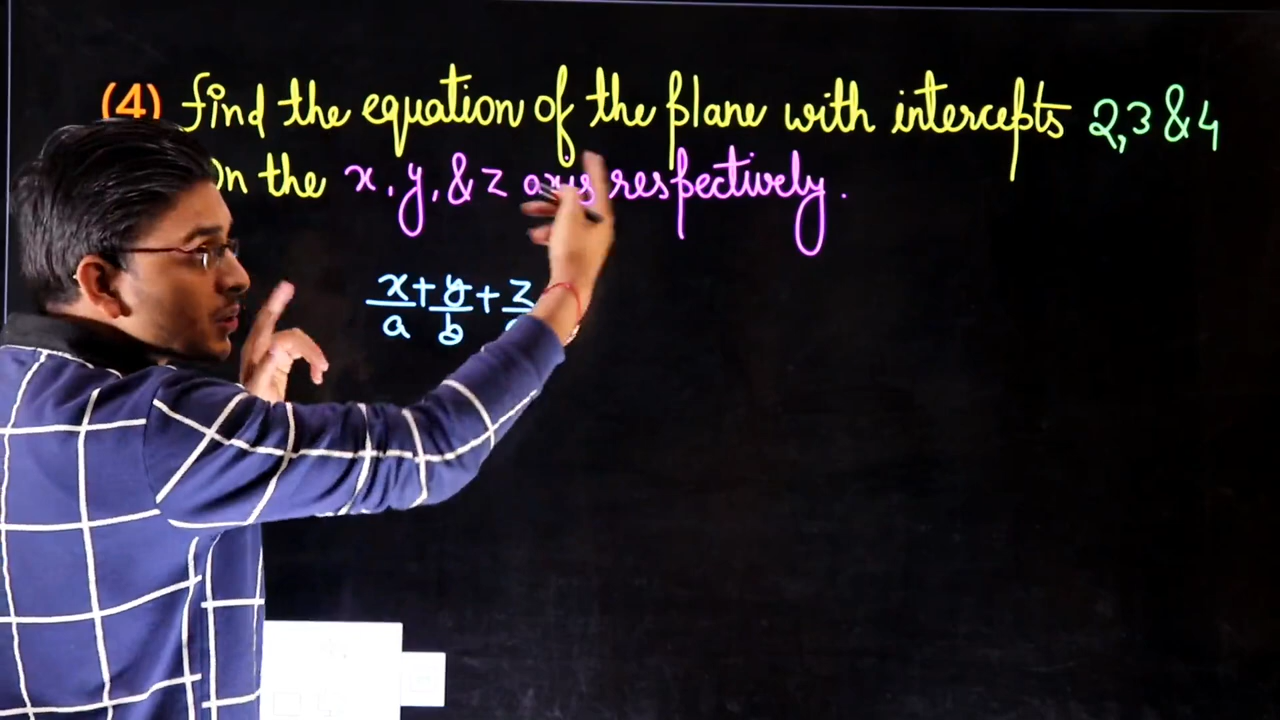 (4) find the equation of the plane with intercepts 2,3 & 4
on the x, y, & z axis respectively.
x/a + y/b + z/